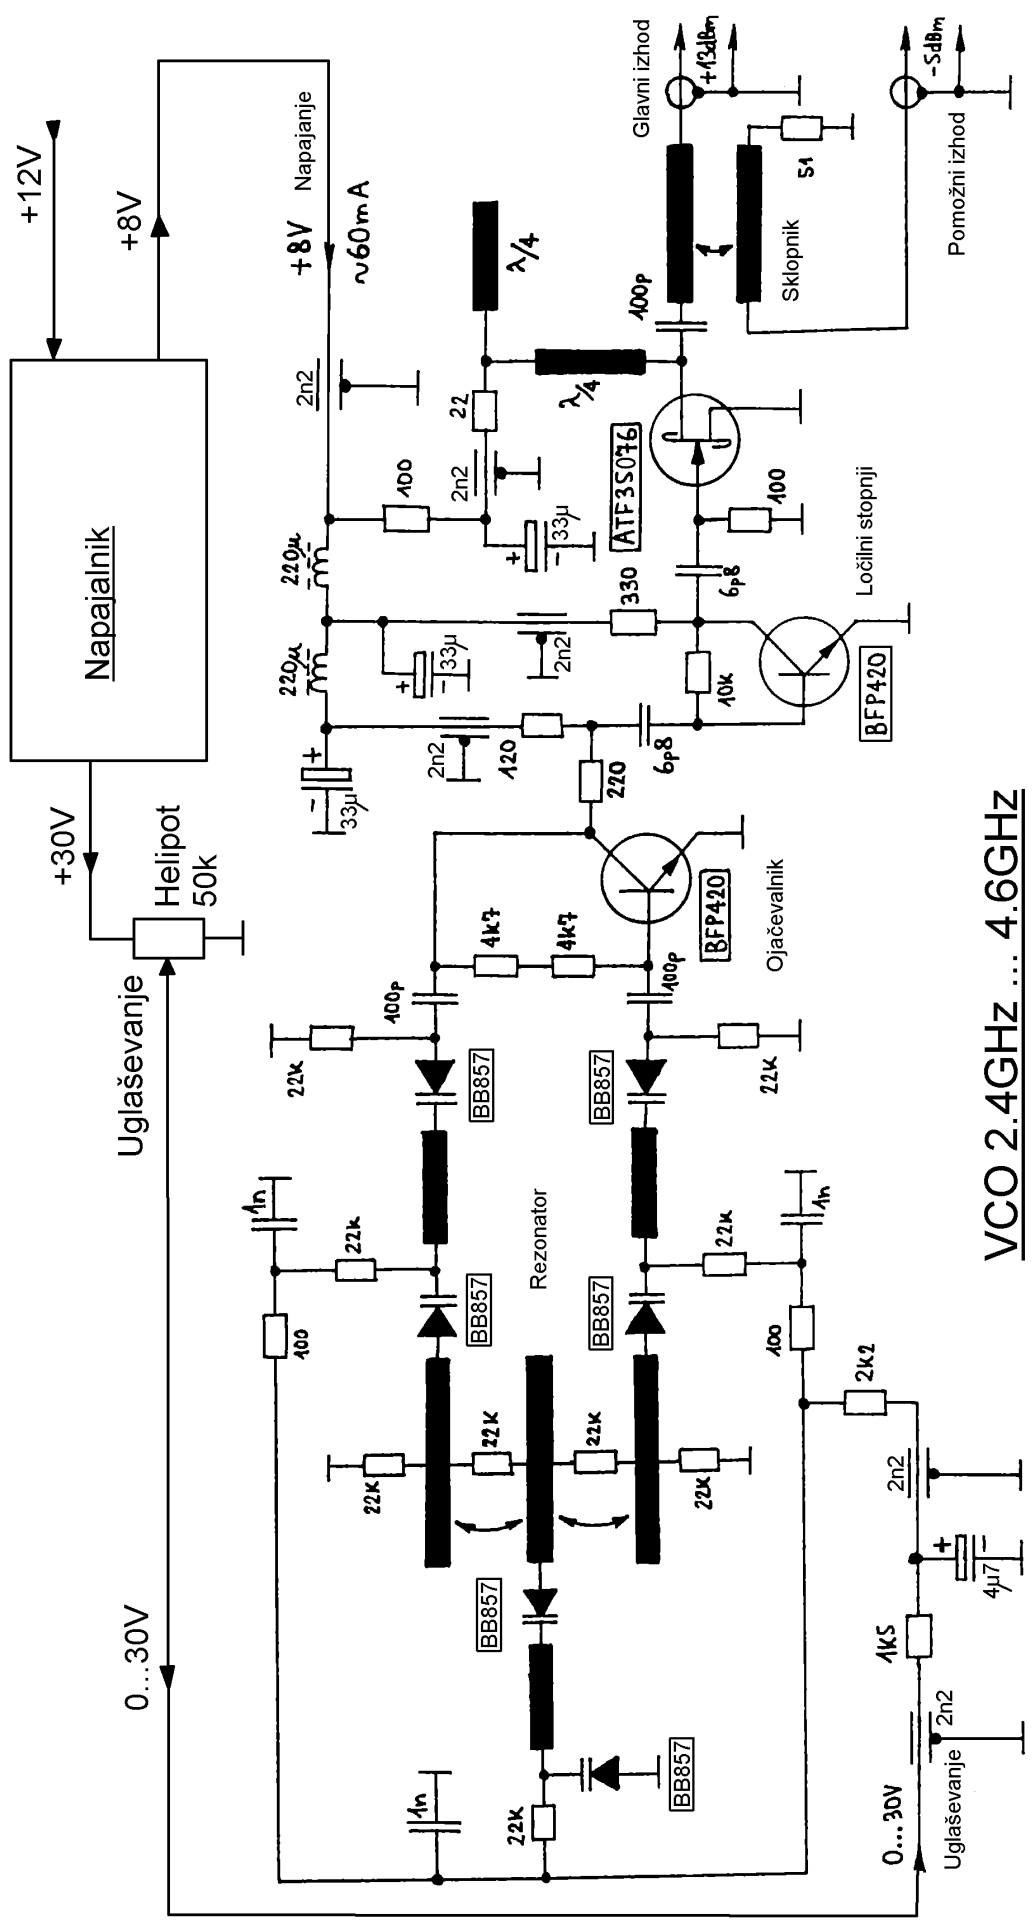 +12V
+30V
Napajalnik
0...30V
Uglaševanje
+8V
Helipot
50k
1n
22k
220µ
220µ
+8V
Napajanje
100
22k
33µ
+
-
2n2
~60mA
22k
22k
100p
+
-
33µ
100
1n
2n2
2n2
22
BB857
BB857
4k7
120
2n2
λ/4
BB857
22k
+
-
33µ
22k
Rezonator
4k7
λ/4
22k
BB857
BB857
220
330
ATF35076
100p
Glavni izhod
BB857
22k
100p
6p8
+13dBm
22k
22k
BFP420
10k
6p8
100
100
1n
Ojačevalnik
Sklopnik
51
2k2
BFP420
Ločilni stopnji
0...30V
1k5
2n2
-5dBm
2n2
+
-
4µ7
Uglaševanje
Pomožni izhod
VCO 2.4GHz ... 4.6GHz